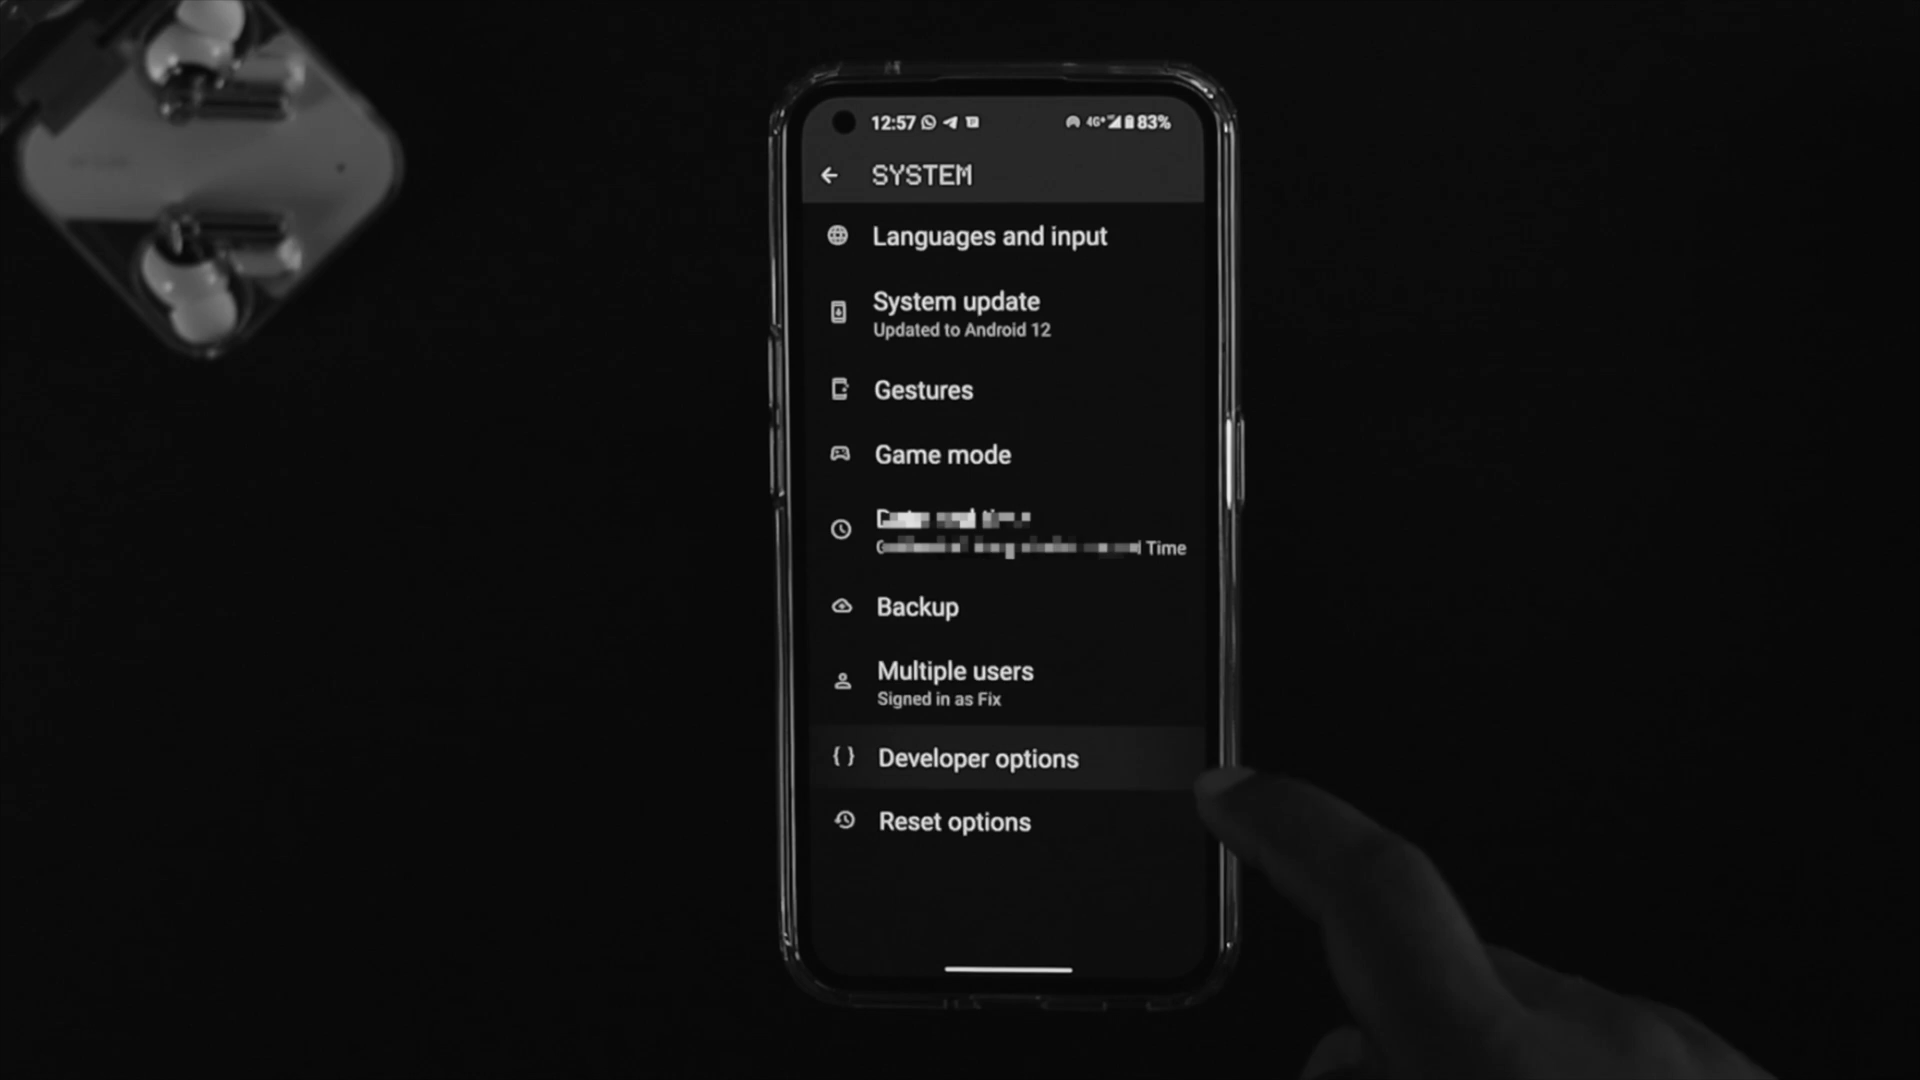 12:57 4G+ 83%
SYSTEM
Languages and input
System update
Updated to Android 12
Gestures
Game mode
Time
Backup
Multiple users
Signed in as Fix
{ } Developer options
Reset options